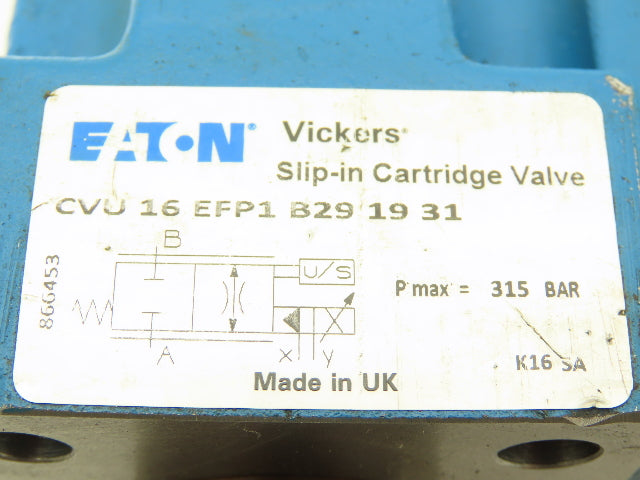 EATON® Vickers®
Slip-in Cartridge Valve
CVU 16 EFP1 B29 19 31
866453
B
U/S
A
x y
P max = 315 BAR
K16 SA
Made in UK